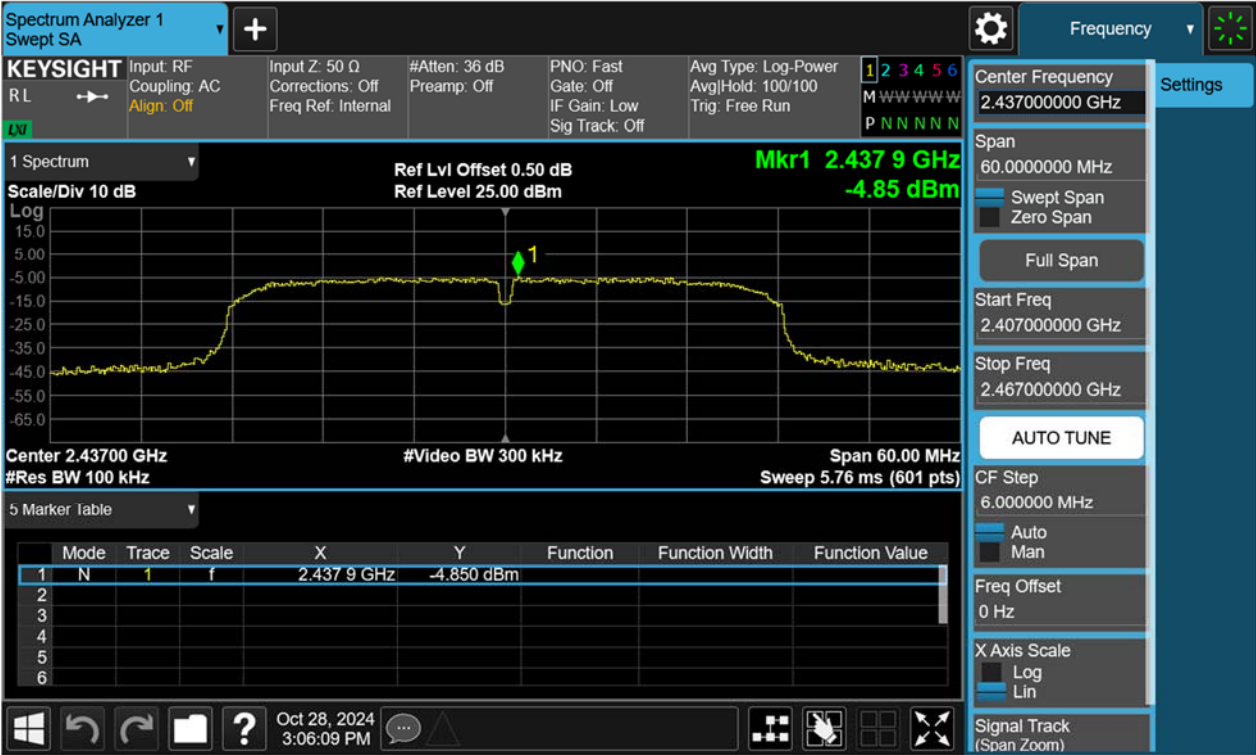 Spectrum Analyzer 1
Swept SA
Frequency
KEYSIGHT
R L
LXI
Input: RF
Coupling: AC
Align: Off
Input Z: 50 Ω
Corrections: Off
Freq Ref: Internal
#Atten: 36 dB
Preamp: Off
PNO: Fast
Gate: Off
IF Gain: Low
Sig Track: Off
Avg Type: Log-Power
Avg|Hold: 100/100
Trig: Free Run
1 2 3 4 5 6
M W W W W W
P N N N N N
1 Spectrum
Scale/Div 10 dB
Ref Lvl Offset 0.50 dB
Ref Level 25.00 dBm
Mkr1 2.437 9 GHz
-4.85 dBm
Log
15.0
5.00
-5.00
-15.0
-25.0
-35.0
-45.0
-55.0
-65.0
1
Center 2.43700 GHz
#Res BW 100 kHz
#Video BW 300 kHz
Span 60.00 MHz
Sweep 5.76 ms (601 pts)
5 Marker Table
Mode Trace Scale X Y Function Function Width Function Value
1 N 1 f 2.437 9 GHz -4.850 dBm
2
3
4
5
6
Oct 28, 2024
3:06:09 PM
Settings
Center Frequency
2.437000000 GHz
Span
60.0000000 MHz
Swept Span
Zero Span
Full Span
Start Freq
2.407000000 GHz
Stop Freq
2.467000000 GHz
AUTO TUNE
CF Step
6.000000 MHz
Auto
Man
Freq Offset
0 Hz
X Axis Scale
Log
Lin
Signal Track
(Span Zoom)